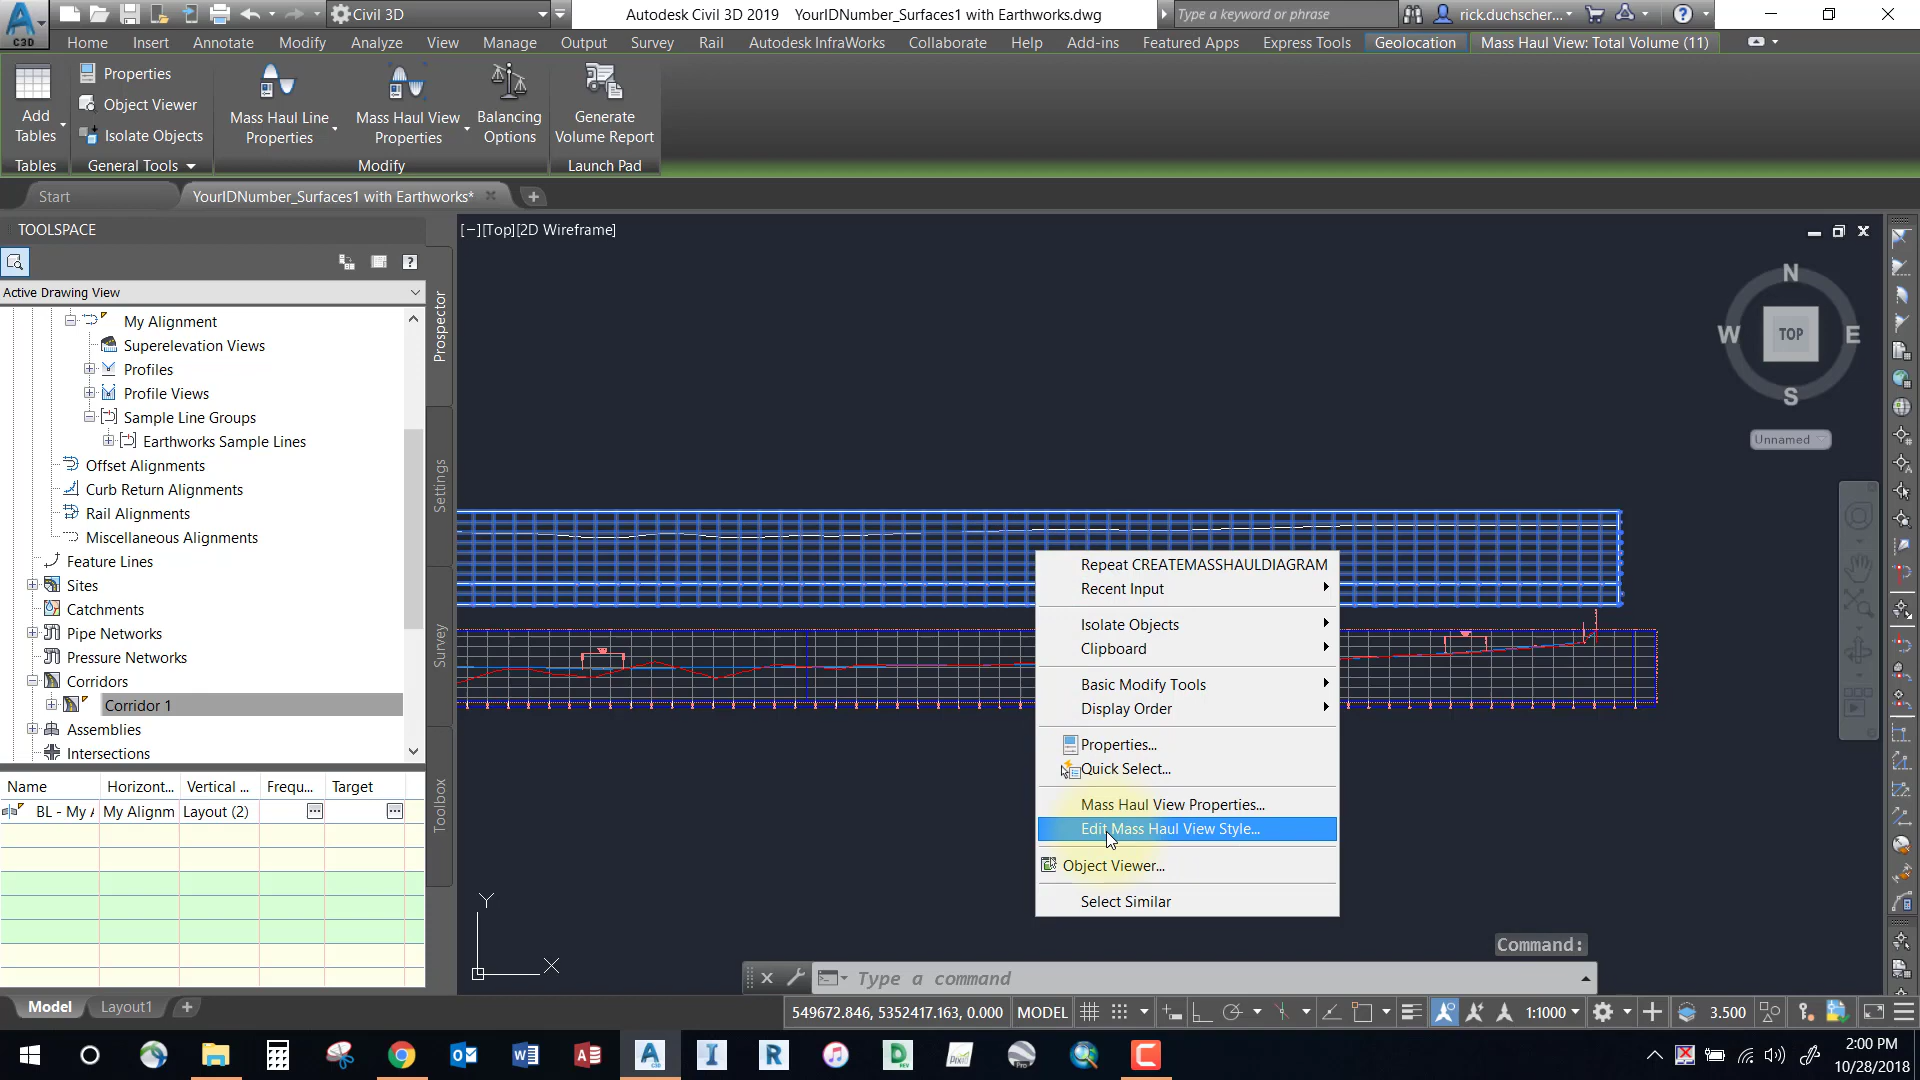 C3D
Civil 3D
Autodesk Civil 3D 2019 YourIDNumber_Surfaces1 with Earthworks.dwg
Type a keyword or phrase
rick.duchscher...
Home Insert Annotate Modify Analyze View Manage Output Survey Rail Autodesk InfraWorks Collaborate Help Add-ins Featured Apps Express Tools Geolocation Mass Haul View: Total Volume (11)
Add Tables
Properties
Object Viewer
Isolate Objects
Mass Haul Line Properties
Mass Haul View Properties
Balancing Options
Generate Volume Report
Tables General Tools Modify Launch Pad
Start YourIDNumber_Surfaces1 with Earthworks*
TOOLSPACE
[−][Top][2D Wireframe]
Active Drawing View
My Alignment
Superelevation Views
Profiles
Profile Views
Sample Line Groups
Earthworks Sample Lines
Offset Alignments
Curb Return Alignments
Rail Alignments
Miscellaneous Alignments
Feature Lines
Sites
Catchments
Pipe Networks
Pressure Networks
Corridors
Corridor 1
Assemblies
Intersections
Prospector
Settings
Survey
Toolbox
Name Horizont... Vertical ... Frequ... Target
BL - My A My Alignm Layout (2)
N
W TOP E
S
Unnamed
Repeat CREATEMASSHAULDIAGRAM
Recent Input
Isolate Objects
Clipboard
Basic Modify Tools
Display Order
Properties...
Quick Select...
Mass Haul View Properties...
Edit Mass Haul View Style...
Object Viewer...
Select Similar
Y
X
Command:
Type a command
Model Layout1
549672.846, 5352417.163, 0.000 MODEL 1:1000 3.500
2:00 PM
10/28/2018